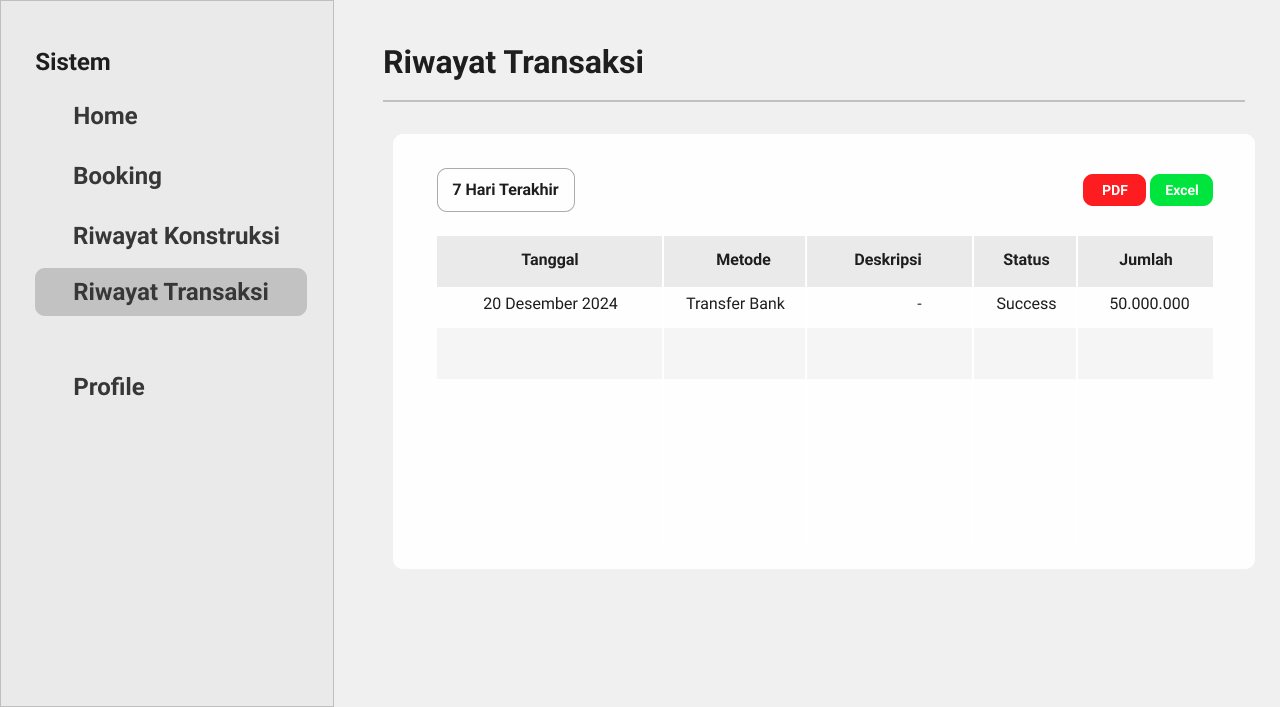 Sistem
Home
Booking
Riwayat Konstruksi
Riwayat Transaksi
Profile
Riwayat Transaksi
7 Hari Terakhir
PDF Excel
Tanggal Metode Deskripsi Status Jumlah
20 Desember 2024 Transfer Bank - Success 50.000.000